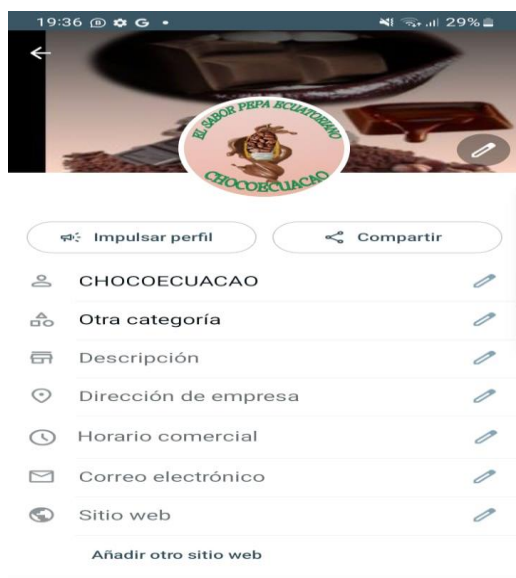 19:36 B G 29%
EL SABOR PEPA ECUATORIANO
CHOCOECUACAO
Impulsar perfil
Compartir
CHOCOECUACAO
Otra categoría
Descripción
Dirección de empresa
Horario comercial
Correo electrónico
Sitio web
Añadir otro sitio web